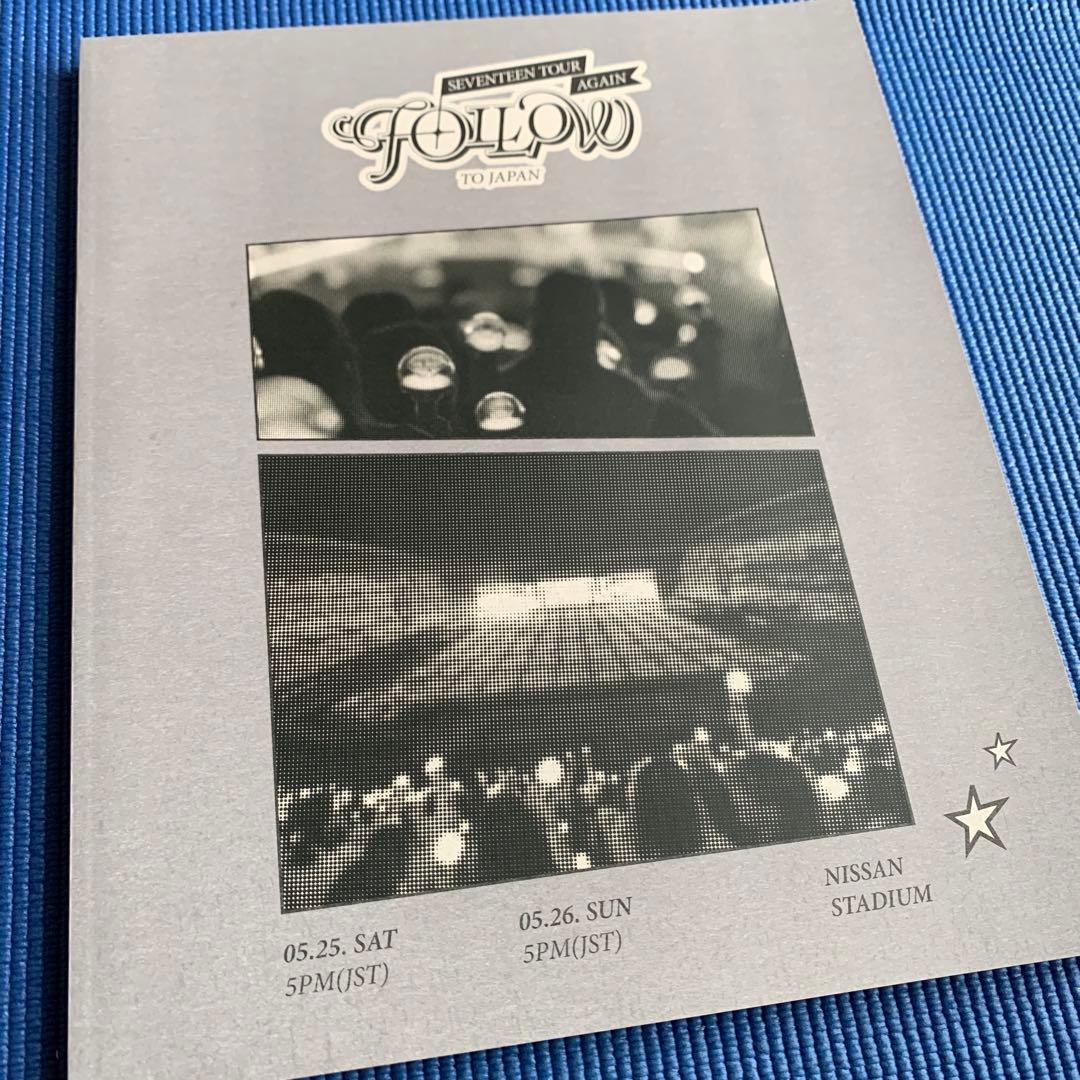 SEVENTEEN TOUR
AGAIN
FOLLOW
TO JAPAN
05.25. SAT
5PM(JST)
05.26. SUN
5PM(JST)
NISSAN
STADIUM